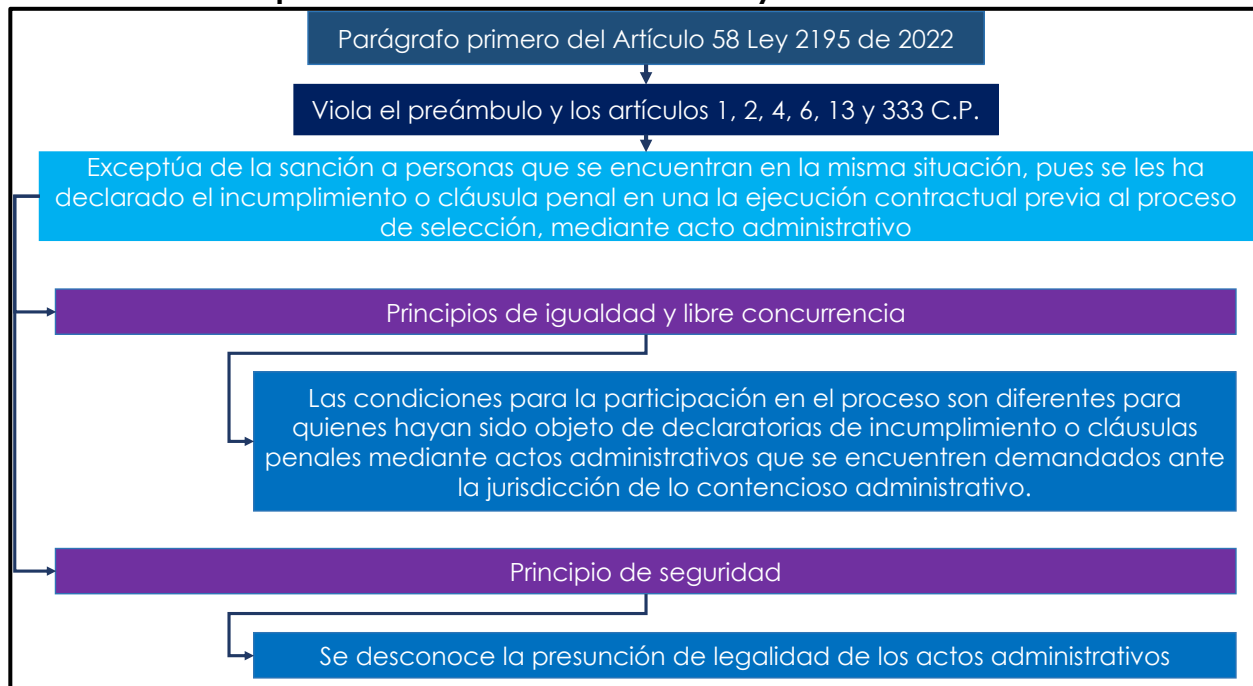 Parágrafo primero del Artículo 58 Ley 2195 de 2022
Viola el preámbulo y los artículos 1, 2, 4, 6, 13 y 333 C.P.
Exceptúa de la sanción a personas que se encuentran en la misma situación, pues se les ha
declarado el incumplimiento o cláusula penal en una la ejecución contractual previa al proceso
de selección, mediante acto administrativo
Principios de igualdad y libre concurrencia
Las condiciones para la participación en el proceso son diferentes para
quienes hayan sido objeto de declaratorias de incumplimiento o cláusulas
penales mediante actos administrativos que se encuentren demandados ante
la jurisdicción de lo contencioso administrativo.
Principio de seguridad
Se desconoce la presunción de legalidad de los actos administrativos